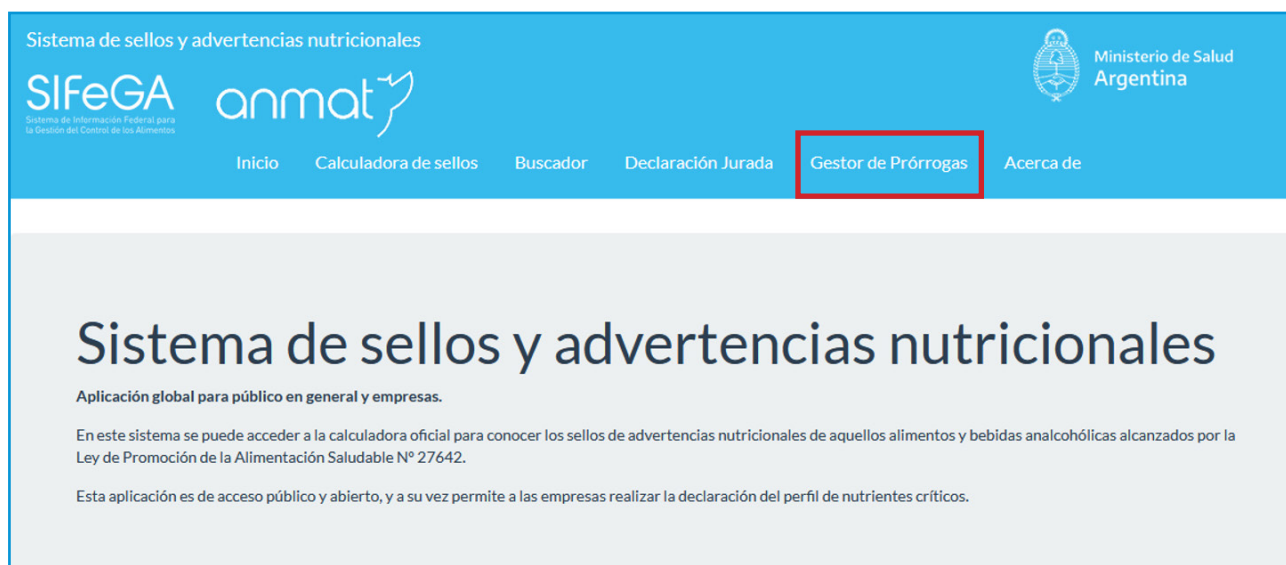 Sistema de sellos y advertencias nutricionales
SIFeGA
Sistema de Información Federal para
la Gestión del Control de los Alimentos
anmat
Ministerio de Salud
Argentina
Inicio Calculadora de sellos Buscador Declaración Jurada Gestor de Prórrogas Acerca de
Sistema de sellos y advertencias nutricionales
Aplicación global para público en general y empresas.
En este sistema se puede acceder a la calculadora oficial para conocer los sellos de advertencias nutricionales de aquellos alimentos y bebidas analcohólicas alcanzados por la
Ley de Promoción de la Alimentación Saludable Nº 27642.
Esta aplicación es de acceso público y abierto, y a su vez permite a las empresas realizar la declaración del perfil de nutrientes críticos.